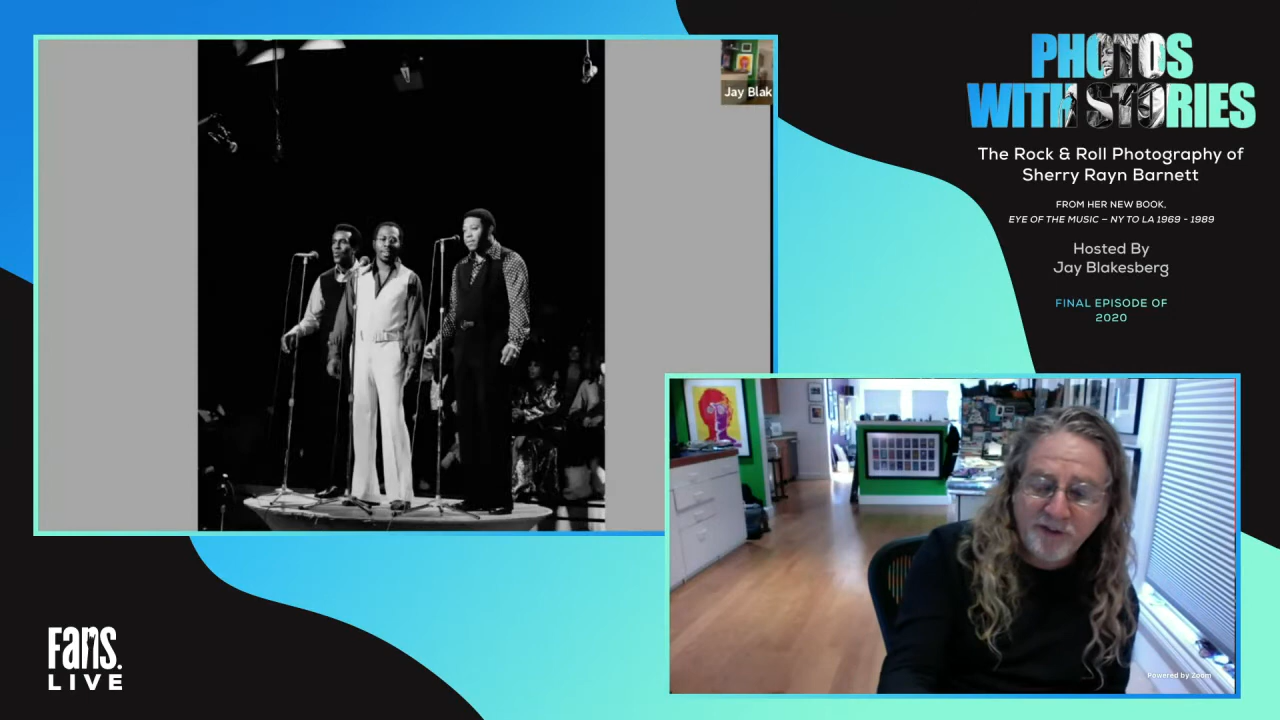 Jay Blak
PHOTOS
WITH STORIES
The Rock & Roll Photography of
Sherry Rayn Barnett
FROM HER NEW BOOK,
EYE OF THE MUSIC – NY TO LA 1969 - 1989
Hosted By
Jay Blakesberg
FINAL EPISODE OF
2020
Fans.
LIVE
Powered by Zoom